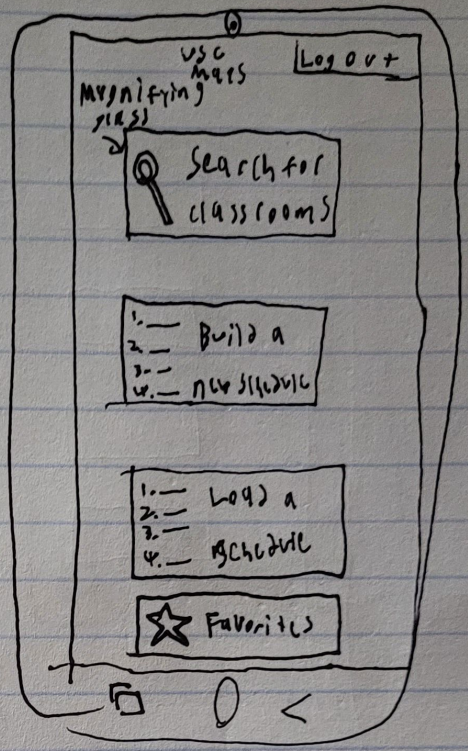 USC
Maps
Log Out
Magnifying
glass
Search for
classrooms
1. Build a
2.
3.
4. new schedule
1. Load a
2.
3.
4. schedule
Favorites